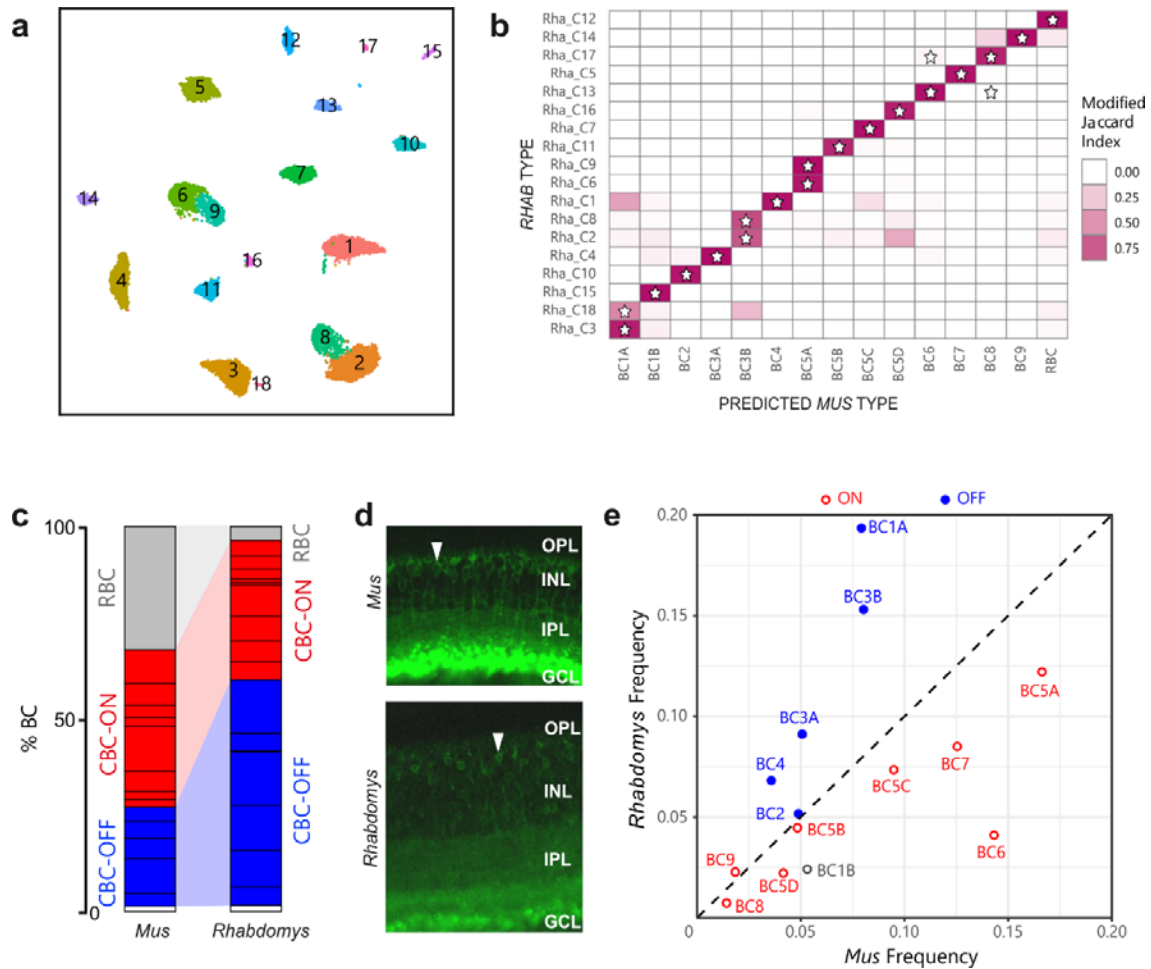 a
12
17
15
5
13
10
7
6
9
14
1
16
4
11
8
2
3
18
b
Rha_C12
Rha_C14
Rha_C17
Rha_C5
Rha_C13
Rha_C16
Rha_C7
Rha_C11
Rha_C9
Rha_C6
Rha_C1
Rha_C8
Rha_C2
Rha_C4
Rha_C10
Rha_C15
Rha_C18
Rha_C3
RHAB TYPE
BC1A
BC1B
BC2
BC3A
BC3B
BC4
BC5A
BC5B
BC5C
BC5D
BC6
BC7
BC8
BC9
RBC
PREDICTED MUS TYPE
Modified
Jaccard
Index
0.00
0.25
0.50
0.75
c
100
50
0
% BC
RBC
CBC-ON
CBC-OFF
RBC
CBC-ON
CBC-OFF
Mus
Rhabdomys
d
Mus
OPL
INL
IPL
GCL
Rhabdomys
OPL
INL
IPL
GCL
e
ON
OFF
0.20
0.15
0.10
0.05
Rhabdomys Frequency
BC1A
BC3B
BC5A
BC3A
BC7
BC4
BC5C
BC2
BC5B
BC6
BC9
BC5D
BC1B
BC8
0
0.05
0.10
0.15
0.20
Mus Frequency